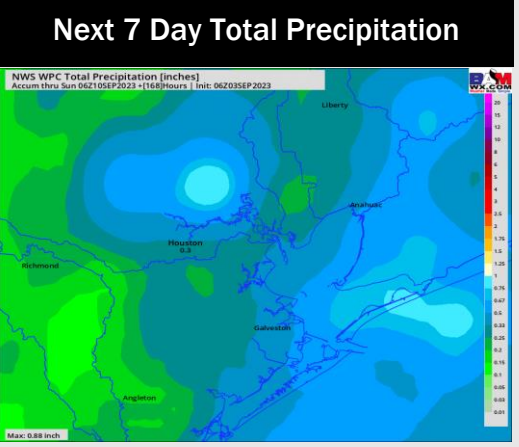 Next 7 Day Total Precipitation
NWS WPC Total Precipitation [inches]
Accum thru Sun 06Z10SEP2023 +[168]Hours | Init: 06Z03SEP2023
BAM
WX.COM
Liberty
Anahuac
Houston
0.3
Richmond
Galveston
Angleton
20
15
12
10
8
6
5
4
3
2.5
2
1.75
1.5
1.25
1
0.75
0.67
0.5
0.33
0.25
0.2
0.15
0.1
0.05
0.03
0.01
Max: 0.88 inch